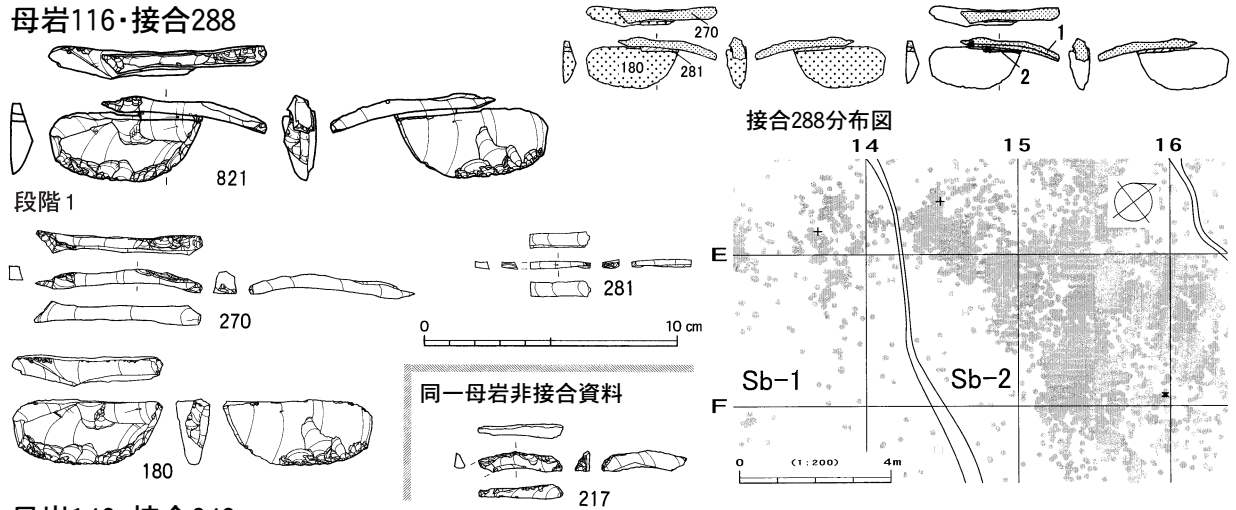 母岩116・接合288
821
段階1
270
281
0 10 cm
180
同一母岩非接合資料
217
270
180
281
1
2
接合288分布図
14 15 16
E
Sb-1
Sb-2
F
0 (1:200) 4m